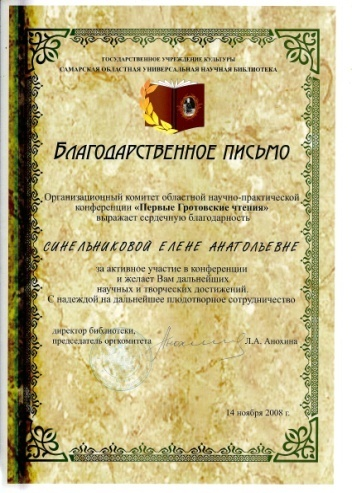 ГОСУДАРСТВЕННОЕ УЧРЕЖДЕНИЕ КУЛЬТУРЫ
САМАРСКАЯ ОБЛАСТНАЯ УНИВЕРСАЛЬНАЯ НАУЧНАЯ БИБЛИОТЕКА
БЛАГОДАРСТВЕННОЕ ПИСЬМО
Организационный комитет областной научно-практической
конференции «Первые Гротовские чтения»
выражает сердечную благодарность
СИНЕЛЬНИКОВОЙ ЕЛЕНЕ АНАТОЛЬЕВНЕ
за активное участие в конференции
и желает Вам дальнейших
научных и творческих достижений.
С надеждой на дальнейшее плодотворное сотрудничество
директор библиотеки,
председатель оргкомитета Л.А. Анохина
14 ноября 2008 г.